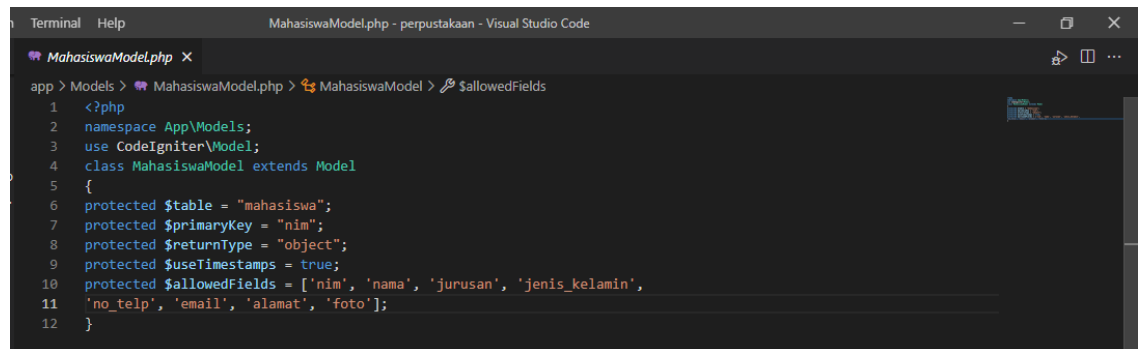 Terminal Help MahasiswaModel.php - perpustakaan - Visual Studio Code
MahasiswaModel.php
app > Models > MahasiswaModel.php > MahasiswaModel > $allowedFields
1 <?php
2 namespace App\Models;
3 use CodeIgniter\Model;
4 class MahasiswaModel extends Model
5 {
6 protected $table = "mahasiswa";
7 protected $primaryKey = "nim";
8 protected $returnType = "object";
9 protected $useTimestamps = true;
10 protected $allowedFields = ['nim', 'nama', 'jurusan', 'jenis_kelamin',
11 'no_telp', 'email', 'alamat', 'foto'];
12 }